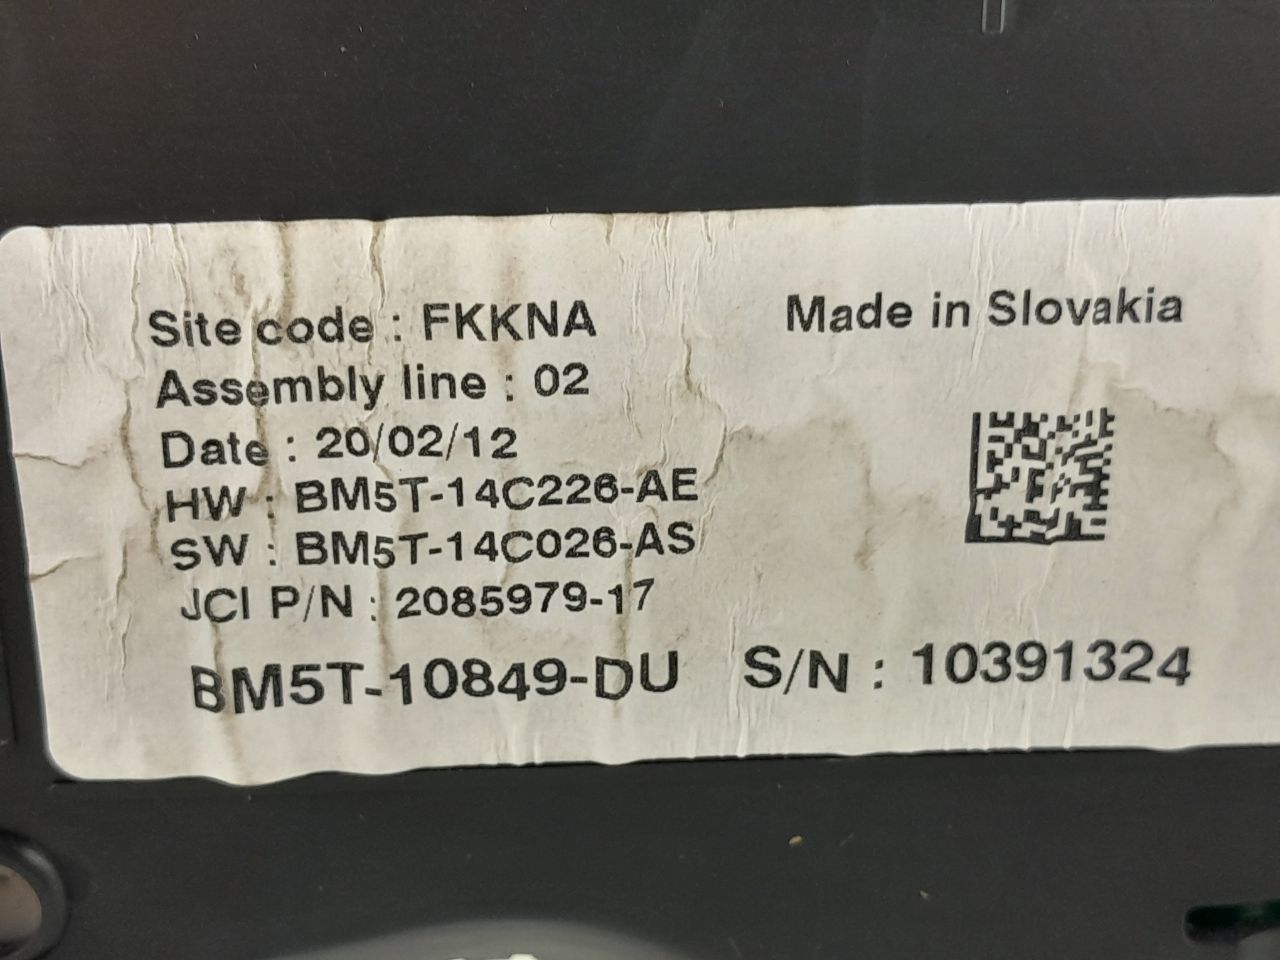 Site code : FKKNA
Made in Slovakia
Assembly line : 02
Date : 20/02/12
HW : BM5T-14C226-AE
SW : BM5T-14C026-AS
JCI P/N : 2085979-17
BM5T-10849-DU S/N : 10391324